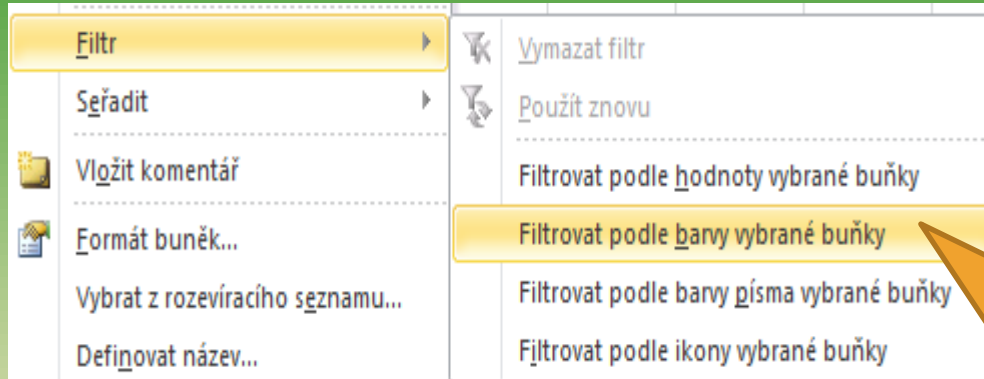 Filtr
Seřadit
Vložit komentář
Formát buněk...
Vybrat z rozevíracího seznamu...
Definovat název...
Vymazat filtr
Použít znovu
Filtrovat podle hodnoty vybrané buňky
Filtrovat podle barvy vybrané buňky
Filtrovat podle barvy písma vybrané buňky
Filtrovat podle ikony vybrané buňky